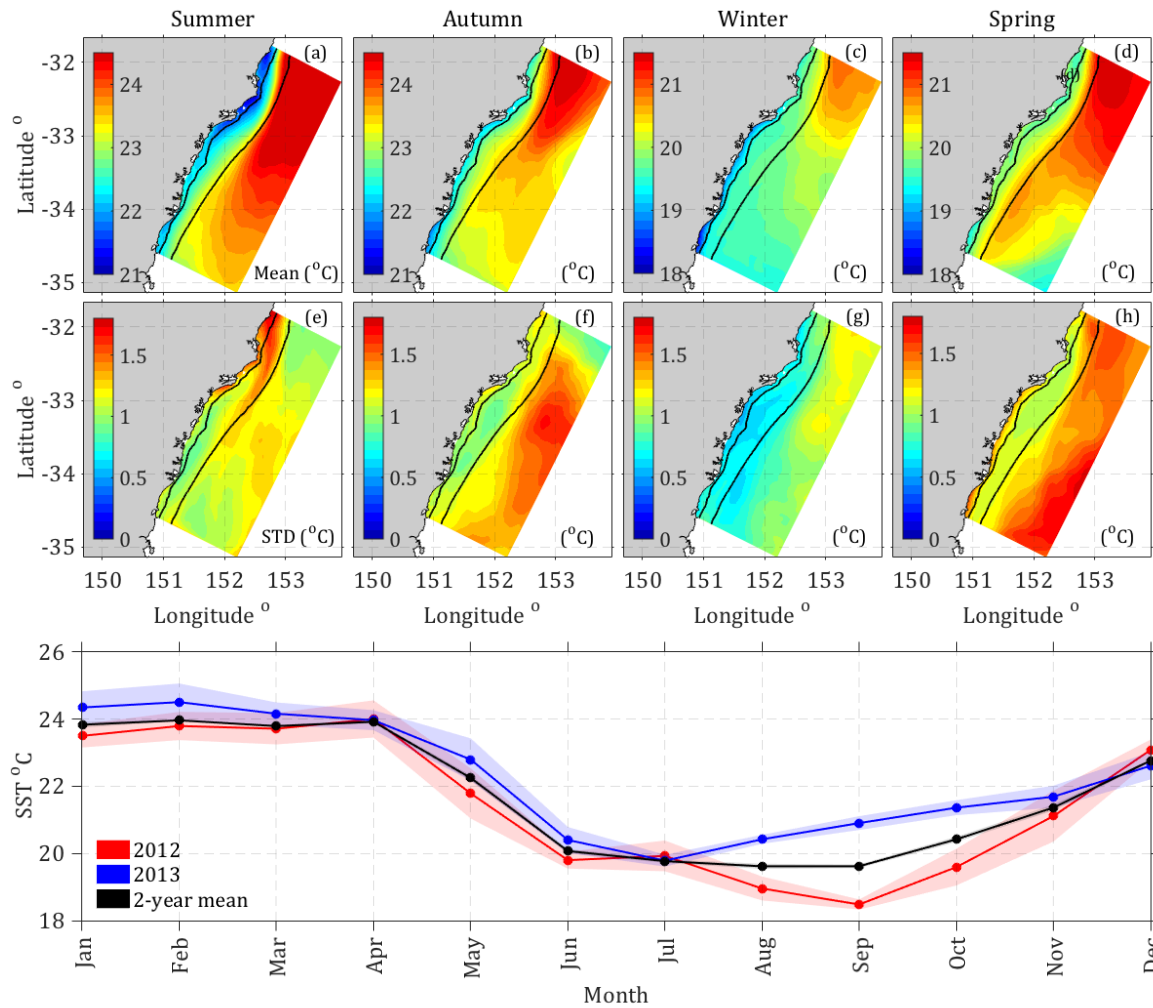 Summer Autumn Winter Spring
(a) (b) (c) (d)
(d)
-32 -33 -34 -35
Latitude °
24 23 22 21
24 23 22 21
21 20 19 18
21 20 19 18
Mean (°C) (°C) (°C) (°C)
(e) (f) (g) (h)
-32 -33 -34 -35
Latitude °
1.5 1 0.5 0
1.5 1 0.5 0
1.5 1 0.5 0
1.5 1 0.5 0
STD (°C) (°C) (°C) (°C)
150 151 152 153 150 151 152 153 150 151 152 153 150 151 152 153
Longitude ° Longitude ° Longitude ° Longitude °
26
24
22
20
18
SST °C
2012
2013
2-year mean
Jan Feb Mar Apr May Jun Jul Aug Sep Oct Nov Dec
Month